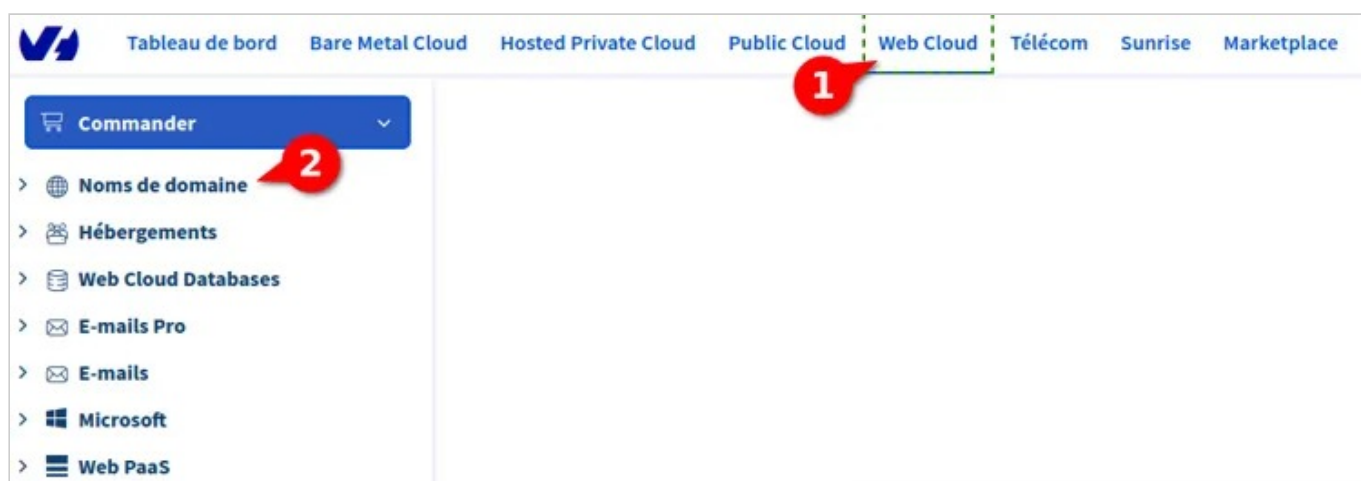 Tableau de bord Bare Metal Cloud Hosted Private Cloud Public Cloud Web Cloud Télécom Sunrise Marketplace
1
Commander
2
Noms de domaine
Hébergements
Web Cloud Databases
E-mails Pro
E-mails
Microsoft
Web PaaS